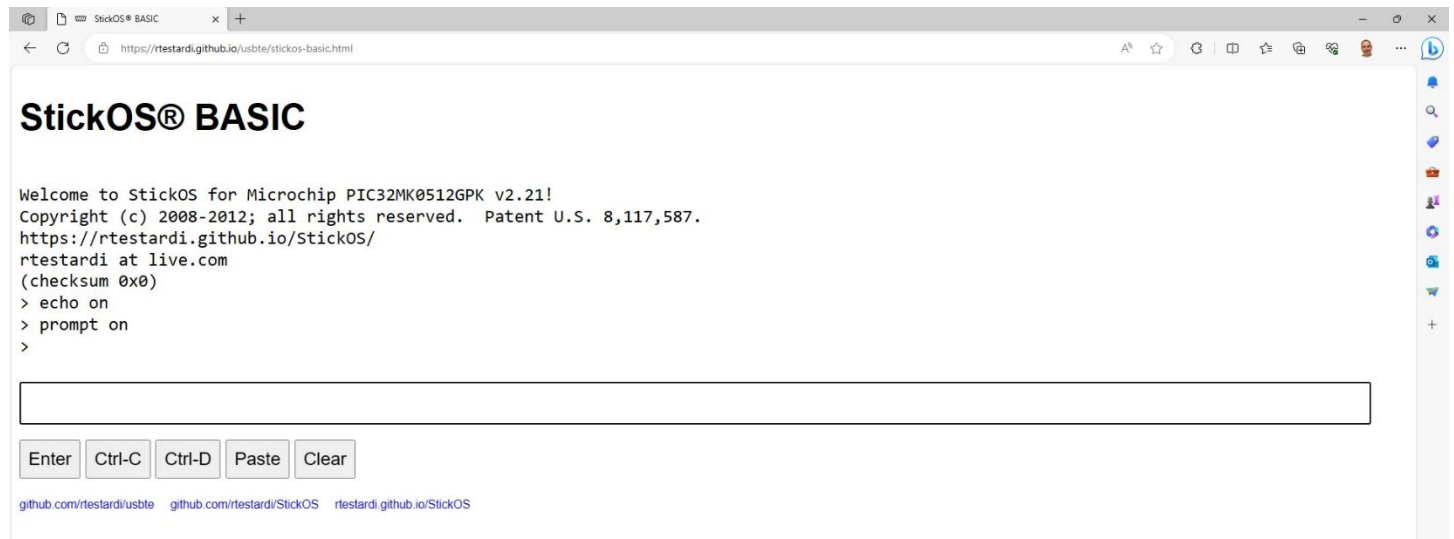 StickOS® BASIC
https://rtestardi.github.io/usbte/stickos-basic.html
StickOS® BASIC
Welcome to StickOS for Microchip PIC32MK0512GPK v2.21!
Copyright (c) 2008-2012; all rights reserved.  Patent U.S. 8,117,587.
https://rtestardi.github.io/StickOS/
rtestardi at live.com
(checksum 0x0)
> echo on
> prompt on
>
Enter Ctrl-C Ctrl-D Paste Clear
github.com/rtestardi/usbte github.com/rtestardi/StickOS rtestardi.github.io/StickOS